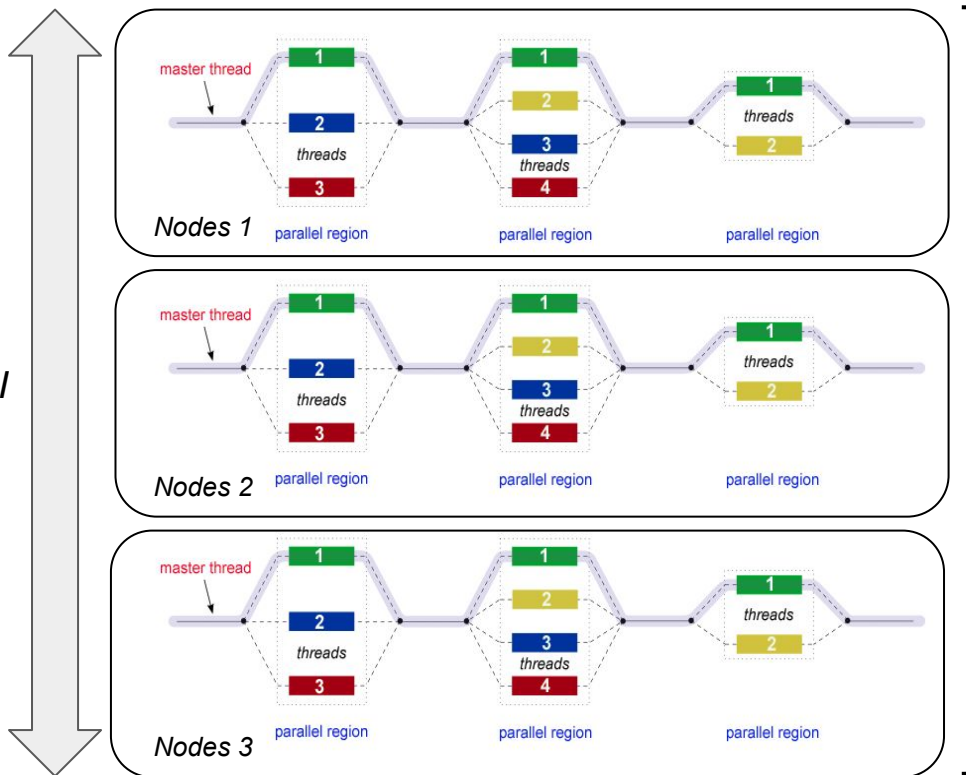 1
1
master thread
2
1
2
3
threads
threads
2
threads
3
4
Nodes 1
parallel region
parallel region
parallel region
1
1
master thread
2
1
2
3
threads
threads
2
threads
3
4
Nodes 2
parallel region
parallel region
parallel region
1
1
master thread
2
1
2
3
threads
threads
2
threads
3
4
Nodes 3
parallel region
parallel region
parallel region